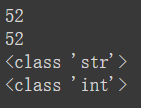 52
52
<class 'str'>
<class 'int'>